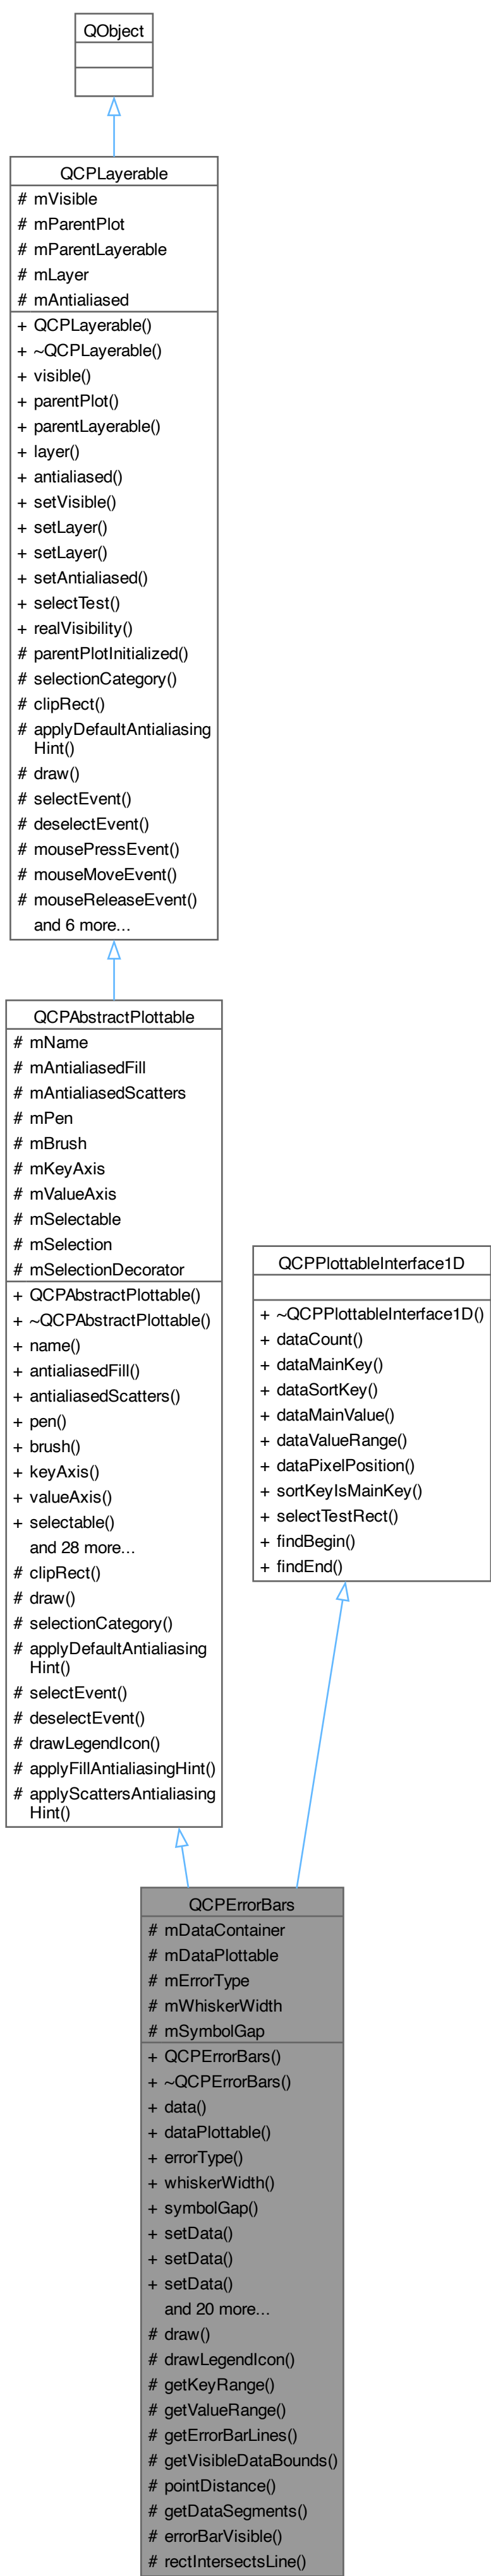 QObject
QCPLayerable
# mVisible
# mParentPlot
# mParentLayerable
# mLayer
# mAntialiased
+ QCPLayerable()
+ ~QCPLayerable()
+ visible()
+ parentPlot()
+ parentLayerable()
+ layer()
+ antialiased()
+ setVisible()
+ setLayer()
+ setLayer()
+ setAntialiased()
+ selectTest()
+ realVisibility()
# parentPlotInitialized()
# selectionCategory()
# clipRect()
# applyDefaultAntialiasing
Hint()
# draw()
# selectEvent()
# deselectEvent()
# mousePressEvent()
# mouseMoveEvent()
# mouseReleaseEvent()
and 6 more...
QCPAbstractPlottable
# mName
# mAntialiasedFill
# mAntialiasedScatters
# mPen
# mBrush
# mKeyAxis
# mValueAxis
# mSelectable
# mSelection
# mSelectionDecorator
+ QCPAbstractPlottable()
+ ~QCPAbstractPlottable()
+ name()
+ antialiasedFill()
+ antialiasedScatters()
+ pen()
+ brush()
+ keyAxis()
+ valueAxis()
+ selectable()
and 28 more...
# clipRect()
# draw()
# selectionCategory()
# applyDefaultAntialiasing
Hint()
# selectEvent()
# deselectEvent()
# drawLegendIcon()
# applyFillAntialiasingHint()
# applyScattersAntialiasing
Hint()
QCPPlottableInterface1D
+ ~QCPPlottableInterface1D()
+ dataCount()
+ dataMainKey()
+ dataSortKey()
+ dataMainValue()
+ dataValueRange()
+ dataPixelPosition()
+ sortKeyIsMainKey()
+ selectTestRect()
+ findBegin()
+ findEnd()
QCPErrorBars
# mDataContainer
# mDataPlottable
# mErrorType
# mWhiskerWidth
# mSymbolGap
+ QCPErrorBars()
+ ~QCPErrorBars()
+ data()
+ dataPlottable()
+ errorType()
+ whiskerWidth()
+ symbolGap()
+ setData()
+ setData()
+ setData()
and 20 more...
# draw()
# drawLegendIcon()
# getKeyRange()
# getValueRange()
# getErrorBarLines()
# getVisibleDataBounds()
# pointDistance()
# getDataSegments()
# errorBarVisible()
# rectIntersectsLine()